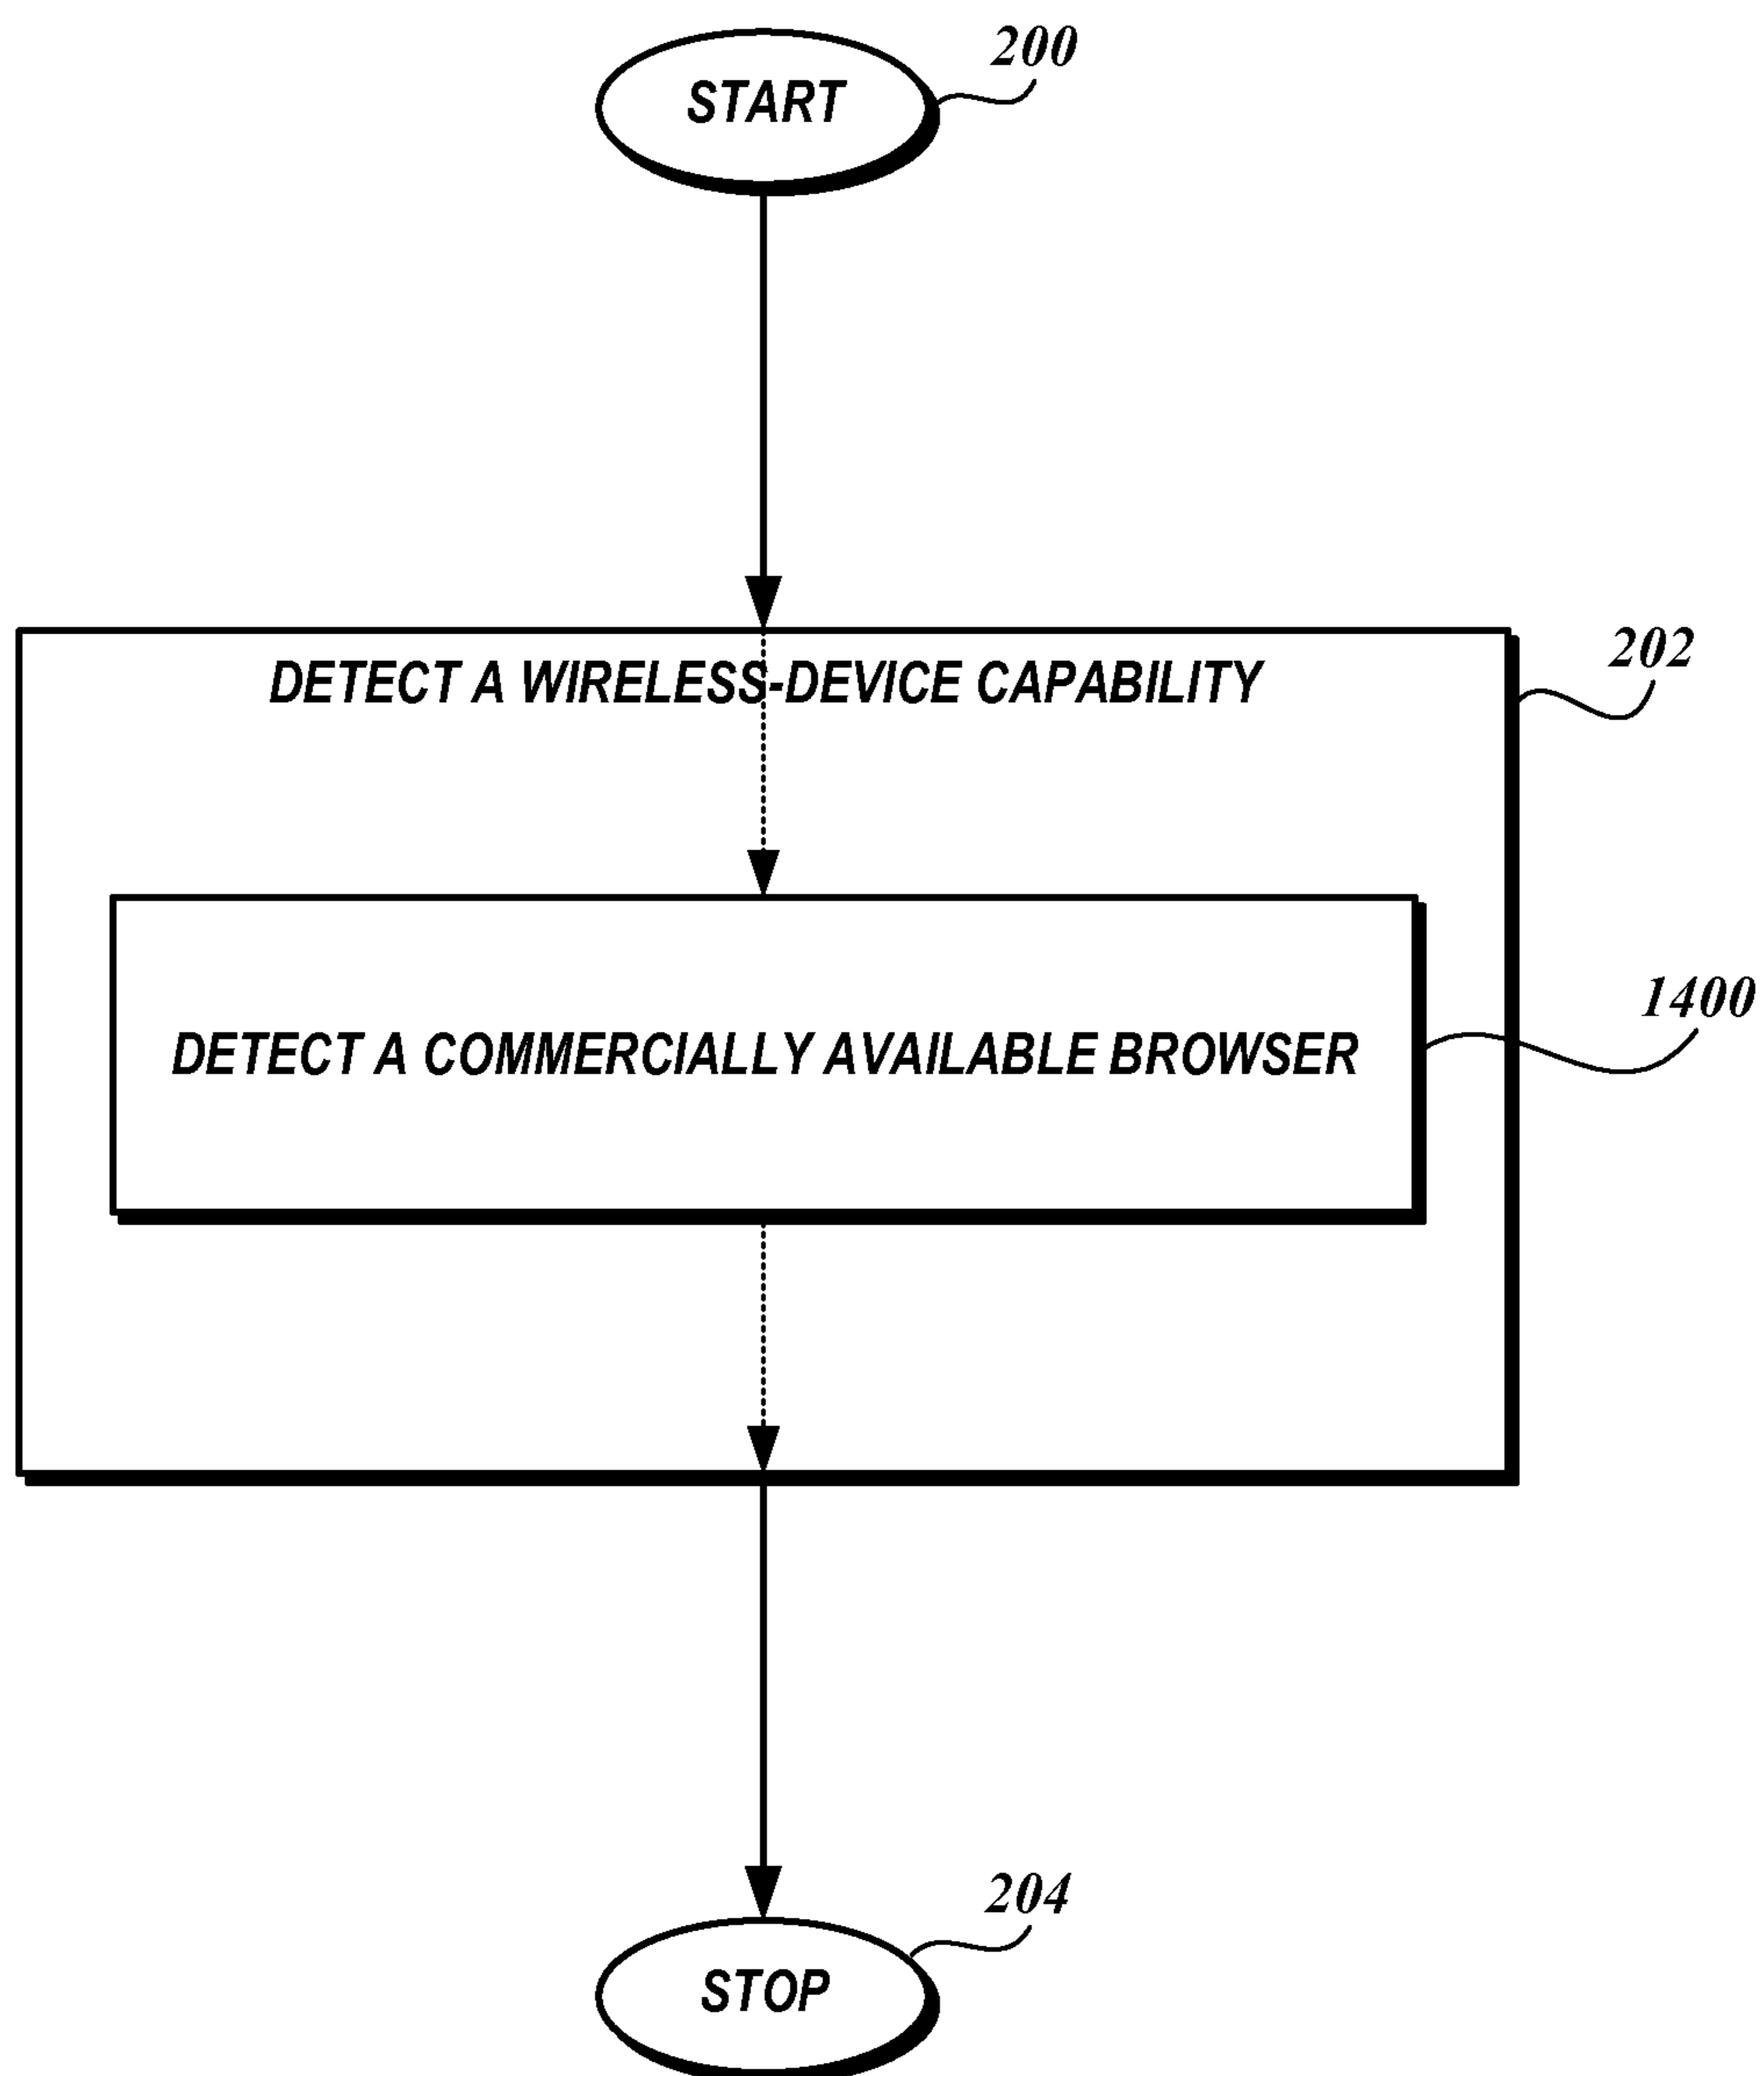 START
200
DETECT A WIRELESS-DEVICE CAPABILITY
202
DETECT A COMMERCIALLY AVAILABLE BROWSER
1400
STOP
204